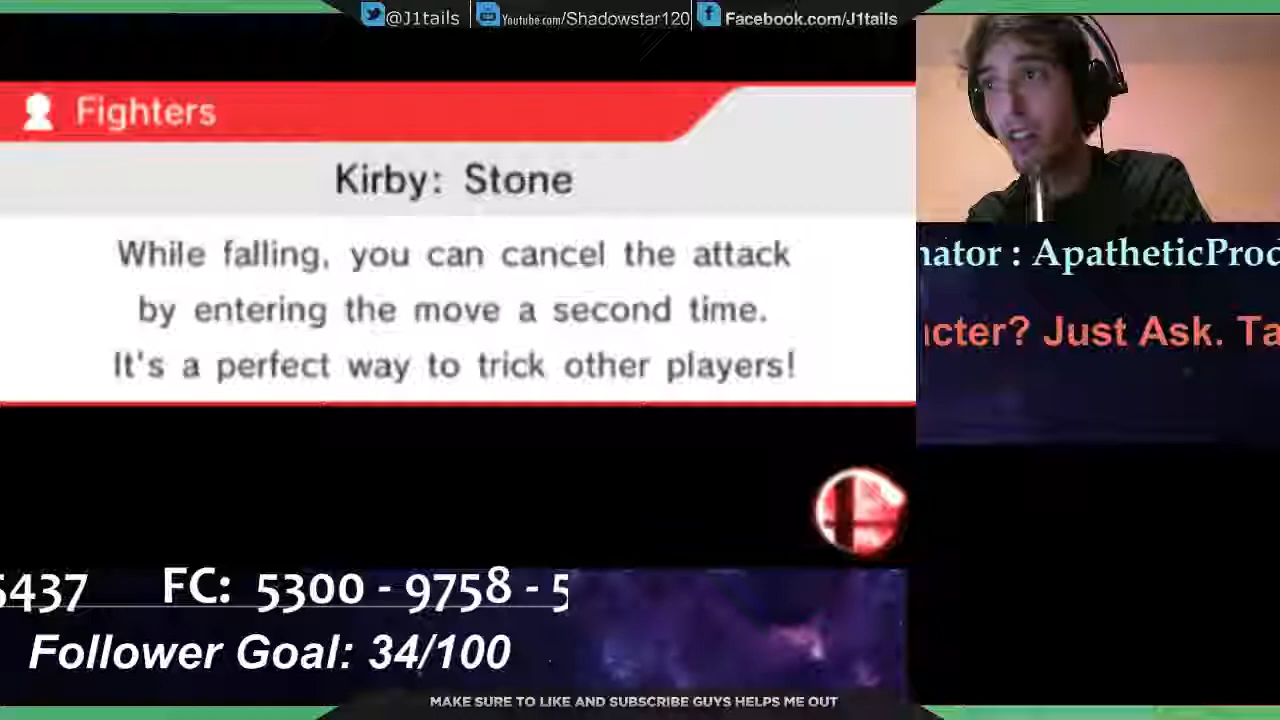 @J1tails Youtube.com/Shadowstar120 Facebook.com/J1tails
Fighters
Kirby: Stone
While falling, you can cancel the attack
by entering the move a second time.
It's a perfect way to trick other players!
nator : ApatheticProd
acter? Just Ask. Ta
5437 FC: 5300 - 9758 - 5
Follower Goal: 34/100
MAKE SURE TO LIKE AND SUBSCRIBE GUYS HELPS ME OUT